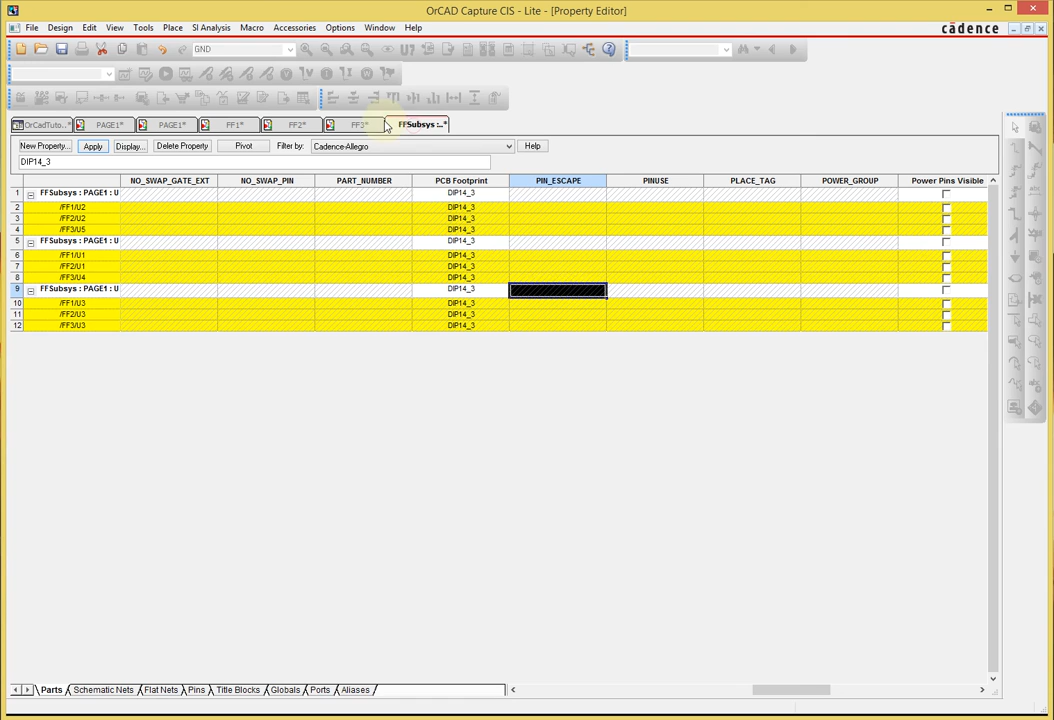 OrCAD Capture CIS - Lite - [Property Editor]
File Design Edit View Tools Place SI Analysis Macro Accessories Options Window Help cādence
GND
U?
OrCadTuto..* PAGE1* PAGE1* FF1* FF2* FF3* FFSubsys :..*
New Property... Apply Display... Delete Property Pivot Filter by: Cadence-Allegro Help
DIP14_3
NO_SWAP_GATE_EXT NO_SWAP_PIN PART_NUMBER PCB Footprint PIN_ESCAPE PINUSE PLACE_TAG POWER_GROUP Power Pins Visible
1 FFSubsys : PAGE1 : U DIP14_3
2 /FF1/U2 DIP14_3
3 /FF2/U2 DIP14_3
4 /FF3/U5 DIP14_3
5 FFSubsys : PAGE1 : U DIP14_3
6 /FF1/U1 DIP14_3
7 /FF2/U1 DIP14_3
8 /FF3/U4 DIP14_3
9 FFSubsys : PAGE1 : U DIP14_3
10 /FF1/U3 DIP14_3
11 /FF2/U3 DIP14_3
12 /FF3/U3 DIP14_3
Parts Schematic Nets Flat Nets Pins Title Blocks Globals Ports Aliases